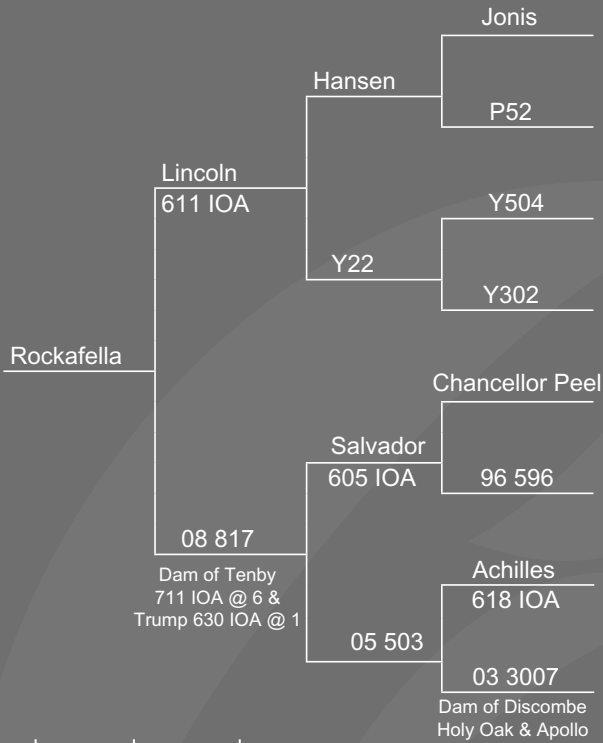 Jonis
Hansen
P52
Lincoln
611 IOA
Y504
Y22
Y302
Rockafella
Chancellor Peel
Salvador
605 IOA
96 596
08 817
Dam of Tenby
711 IOA @ 6 &
Trump 630 IOA @ 1
Achilles
618 IOA
05 503
03 3007
Dam of Discombe
Holy Oak & Apollo